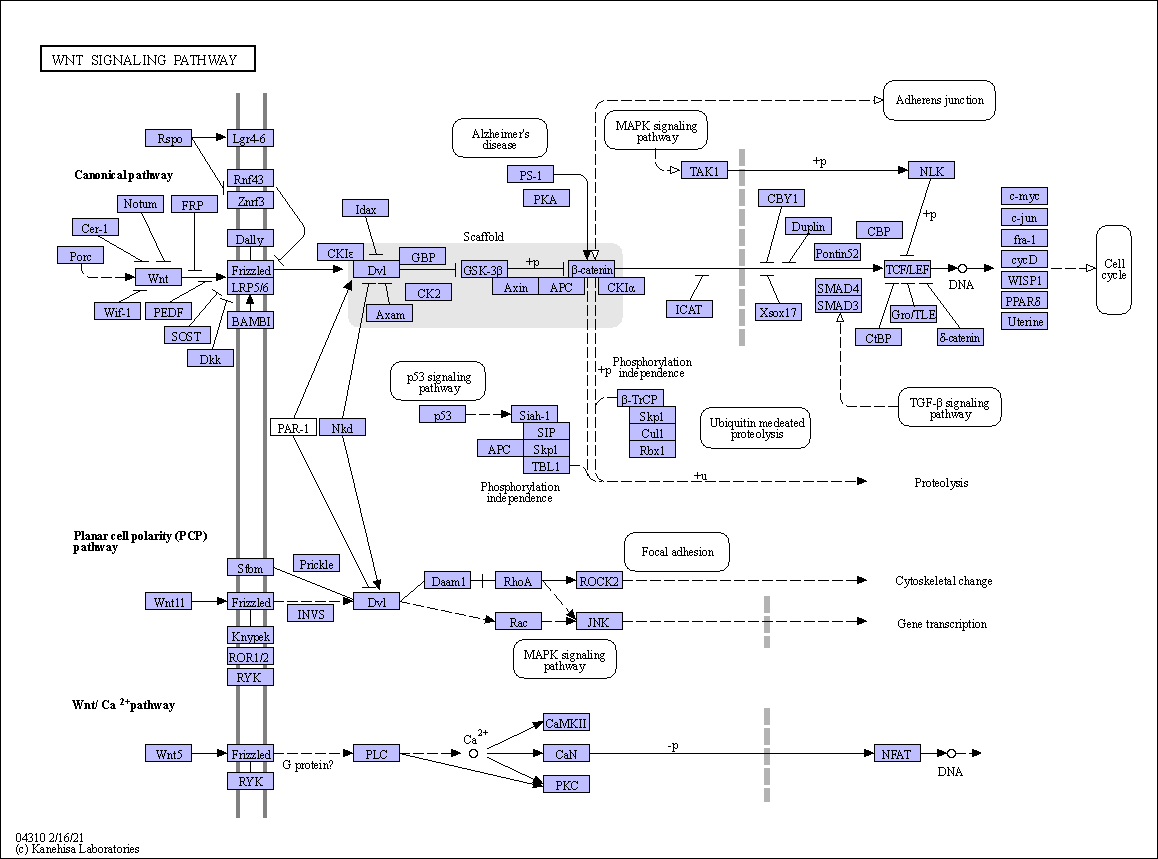 WNT SIGNALING PATHWAY
Adherens junction
MAPK signaling
pathway
Alzheimer's
disease
Rspo
Lgr4-6
+p
TAK1
NLK
Canonical pathway
PS-1
Rnf43
PKA
CBY1
c-myc
Notum
FRP
Znrf3
Idax
+p
c-jun
Cer-1
Duplin
CBP
Dally
Scaffold
fra-1
Porc
CKIε
GBP
Pontin52
cycD
Wnt
Frizzled
Dvl
GSK-3β
+p
β-catenin
TCF/LEF
DNA
Cell
cycle
LRP5/6
Axin
APC
CKIα
SMAD4
WISP1
CK2
SMAD3
PPARδ
Wif-1
PEDF
Axam
ICAT
Xsox17
Gro/TLE
Uterine
BAMBI
SOST
CtBP
δ-catenin
Dkk
p53 signaling
pathway
+p
Phosphorylation
independence
β-TrCP
TGF-β signaling
pathway
p53
Siah-1
Skp1
PAR-1
Nkd
SIP
Cul1
Ubiquitin medeated
proteolysis
APC
Skp1
Rbx1
TBL1
+u
Proteolysis
Phosphorylation
independence
Planar cell polarity (PCP)
pathway
Focal adhesion
Stbm
Prickle
Daam1
RhoA
ROCK2
Cytoskeletal change
Wnt11
Frizzled
INVS
Dvl
Rac
JNK
Gene transcription
Knypek
ROR1/2
MAPK signaling
pathway
RYK
Wnt/ Ca 2+ pathway
CaMKII
Ca2+
Wnt5
Frizzled
G protein?
PLC
CaN
-p
NFAT
DNA
RYK
PKC
04310 2/16/21
(c) Kanehisa Laboratories